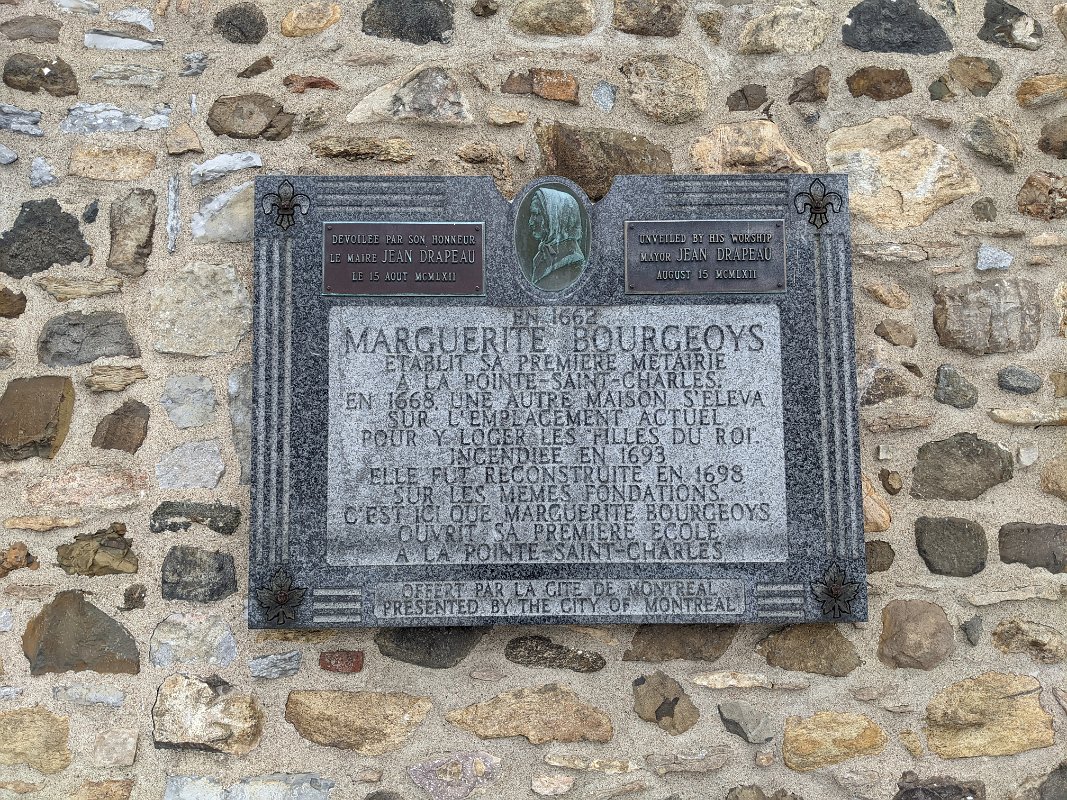 DEVOILÉE PAR SON HONNEUR
LE MAIRE JEAN DRAPEAU
LE 15 AOUT MCMLXII
UNVEILED BY HIS WORSHIP
MAYOR JEAN DRAPEAU
AUGUST 15 MCMLXII
EN 1662
MARGUERITE BOURGEOYS
ETABLIT SA PREMIERE METAIRIE
A LA POINTE-SAINT-CHARLES.
EN 1668, UNE AUTRE MAISON S'ELEVA
SUR L'EMPLACEMENT ACTUEL
POUR Y LOGER LES "FILLES DU ROI".
INCENDIEE EN 1693
ELLE FUT RECONSTRUITE EN 1698
SUR LES MEMES FONDATIONS.
C'EST ICI QUE MARGUERITE BOURGEOYS
OUVRIT SA PREMIERE ECOLE
A LA POINTE-SAINT-CHARLES
OFFERT PAR LA CITE DE MONTREAL
PRESENTED BY THE CITY OF MONTREAL